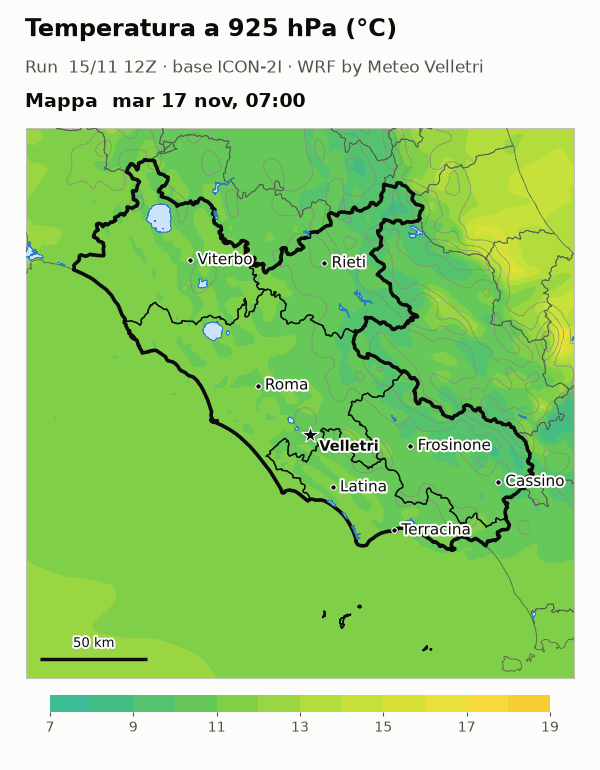 Temperatura a 925 hPa (°C)
Run 15/11 12Z · base ICON-2I · WRF by Meteo Velletri
Mappa mar 17 nov, 07:00
Viterbo
Rieti
Roma
Velletri
Frosinone
Latina
Cassino
Terracina
50 km
7 9 11 13 15 17 19